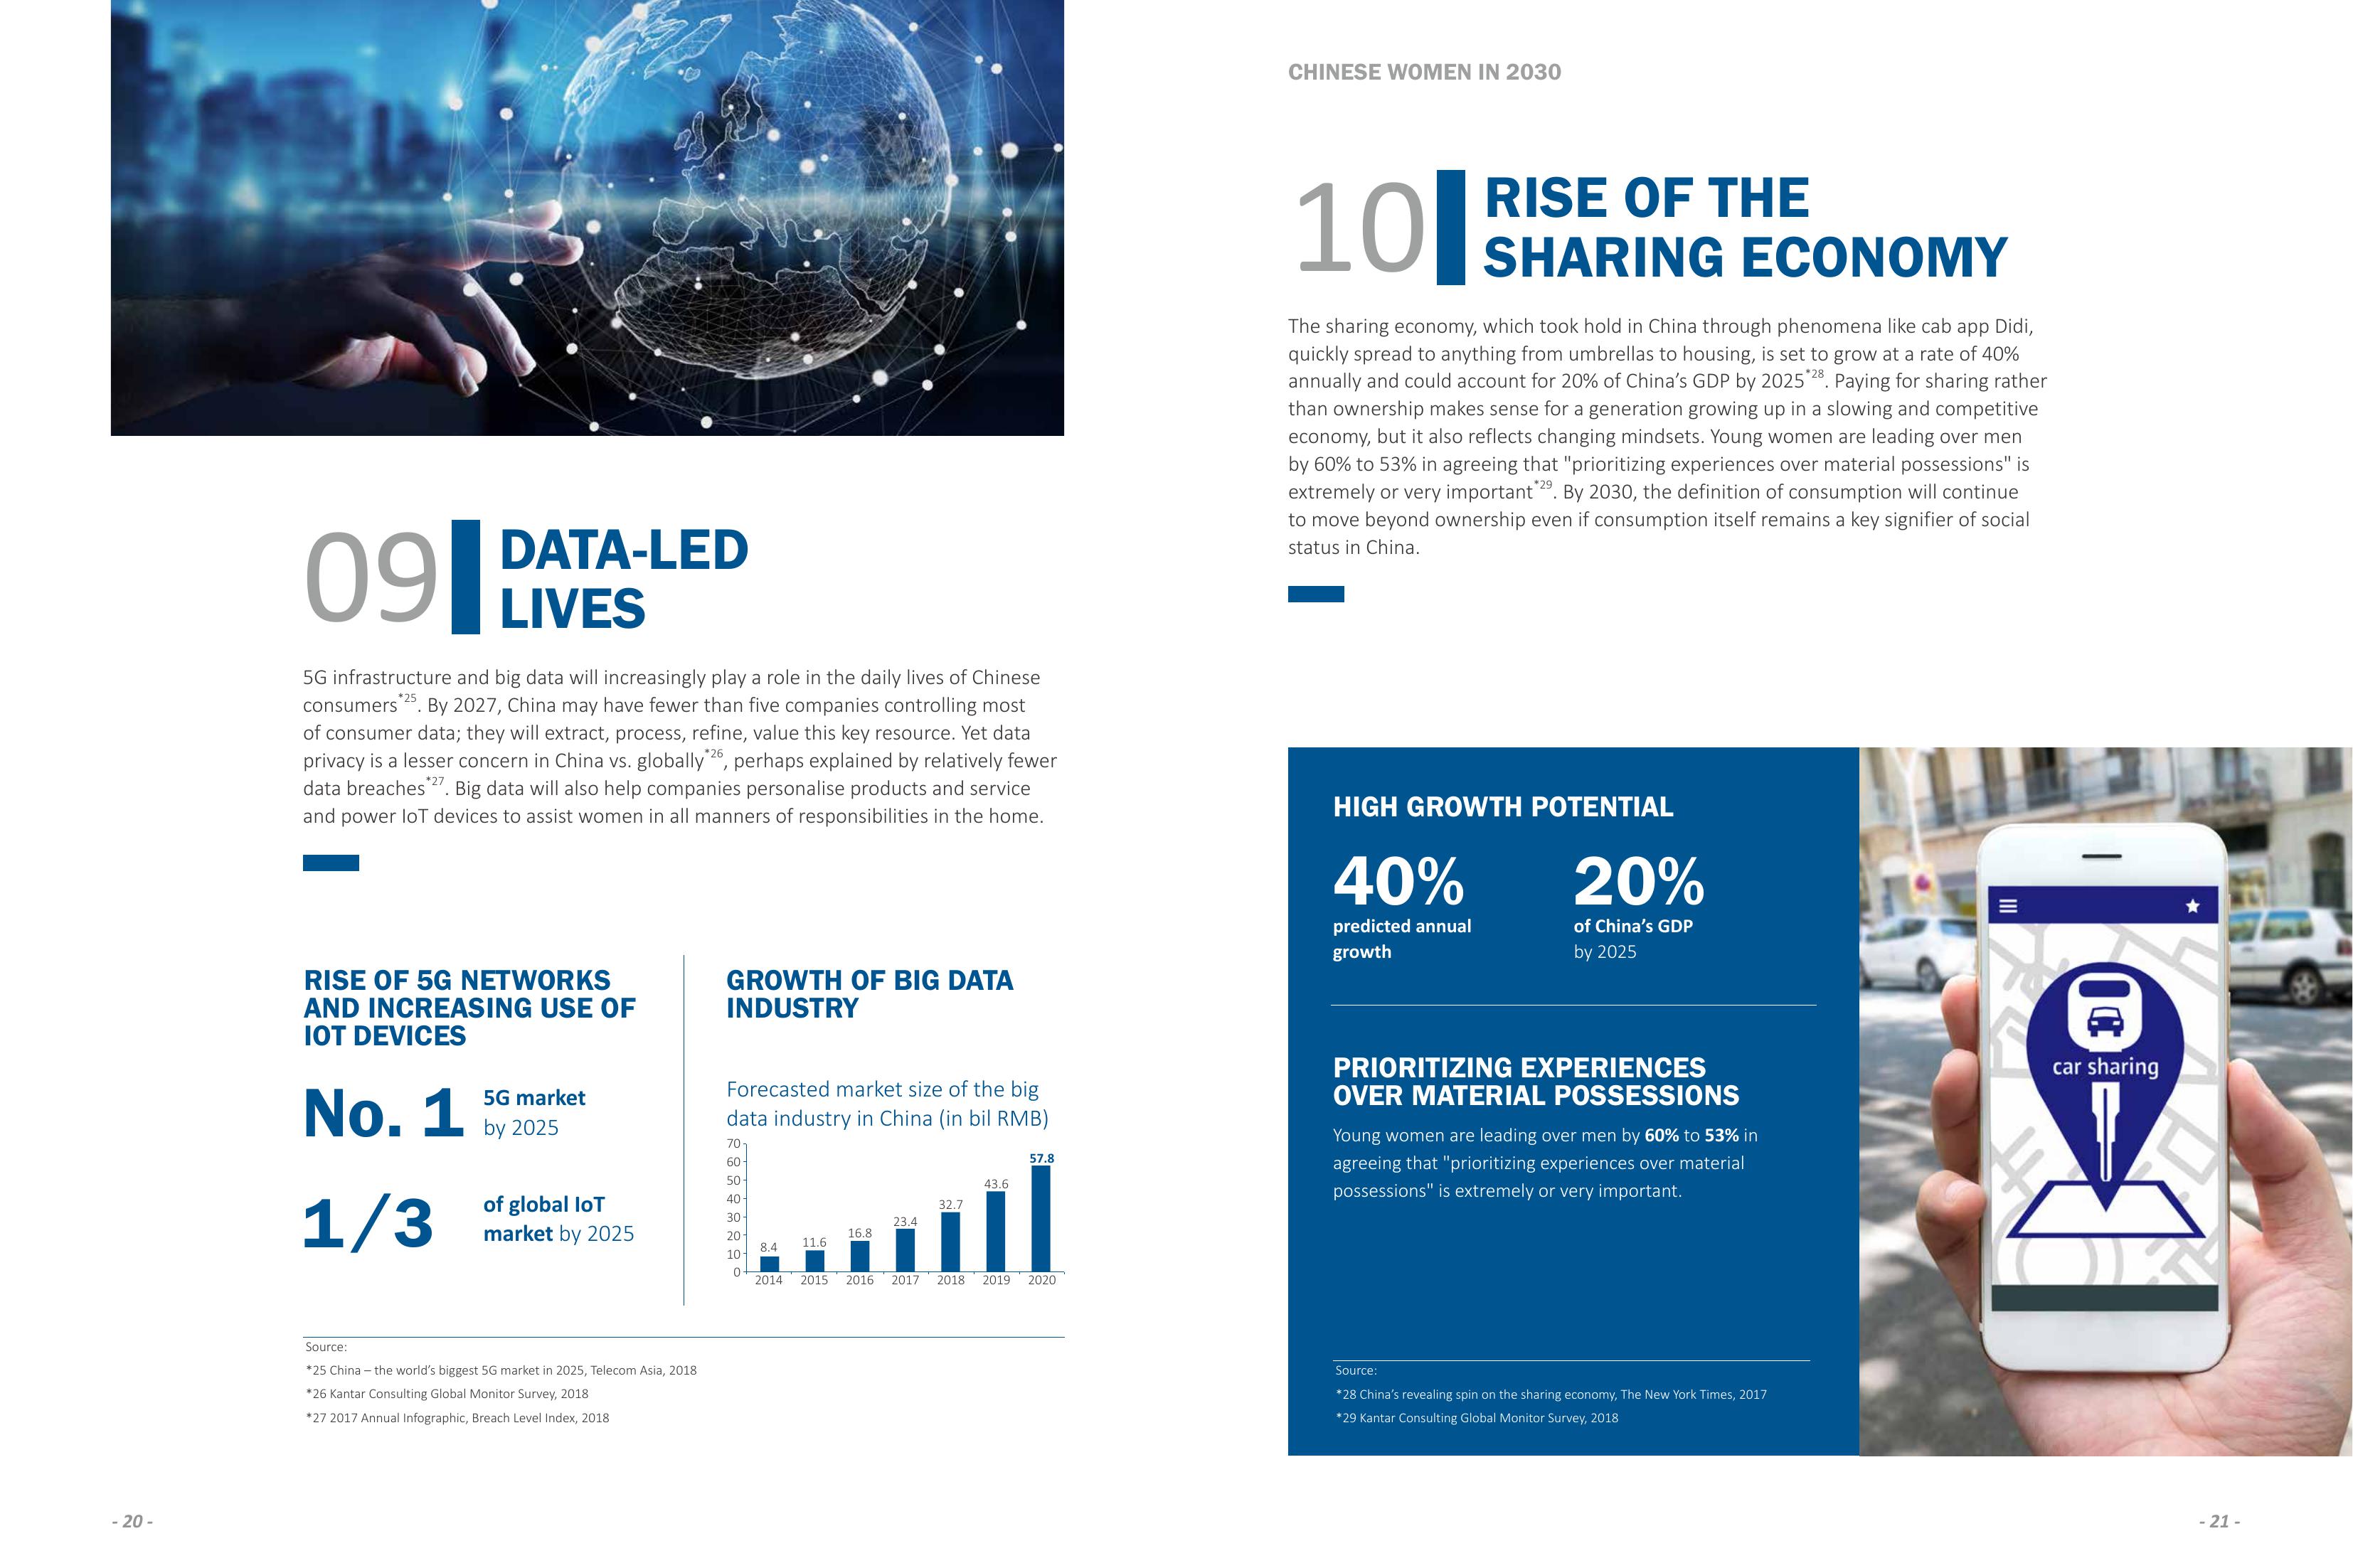 09
DATA-LED
LIVES
5G infrastructure and big data will increasingly play a role in the daily lives of Chinese
consumers*25. By 2027, China may have fewer than five companies controlling most
of consumer data; they will extract, process, refine, value this key resource. Yet data
privacy is a lesser concern in China vs. globally*26, perhaps explained by relatively fewer
data breaches*27. Big data will also help companies personalise products and service
and power IoT devices to assist women in all manners of responsibilities in the home.
RISE OF 5G NETWORKS
AND INCREASING USE OF
IOT DEVICES
No. 1
5G market
by 2025
1/3
of global IoT
market by 2025
GROWTH OF BIG DATA
INDUSTRY
Forecasted market size of the big
data industry in China (in bil RMB)
70
60
50
40
30
20
10
0
8.4
11.6
16.8
23.4
32.7
43.6
57.8
2014 2015 2016 2017 2018 2019 2020
Source:
*25 China – the world’s biggest 5G market in 2025, Telecom Asia, 2018
*26 Kantar Consulting Global Monitor Survey, 2018
*27 2017 Annual Infographic, Breach Level Index, 2018
- 20 -
CHINESE WOMEN IN 2030
10
RISE OF THE
SHARING ECONOMY
The sharing economy, which took hold in China through phenomena like cab app Didi,
quickly spread to anything from umbrellas to housing, is set to grow at a rate of 40%
annually and could account for 20% of China’s GDP by 2025*28. Paying for sharing rather
than ownership makes sense for a generation growing up in a slowing and competitive
economy, but it also reflects changing mindsets. Young women are leading over men
by 60% to 53% in agreeing that "prioritizing experiences over material possessions" is
extremely or very important*29. By 2030, the definition of consumption will continue
to move beyond ownership even if consumption itself remains a key signifier of social
status in China.
HIGH GROWTH POTENTIAL
40%
predicted annual
growth
20%
of China’s GDP
by 2025
PRIORITIZING EXPERIENCES
OVER MATERIAL POSSESSIONS
Young women are leading over men by 60% to 53% in
agreeing that "prioritizing experiences over material
possessions" is extremely or very important.
Source:
*28 China’s revealing spin on the sharing economy, The New York Times, 2017
*29 Kantar Consulting Global Monitor Survey, 2018
car sharing
- 21 -